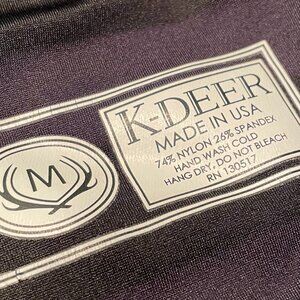 K-DEER
MADE IN USA
74% NYLON 26% SPANDEX
HAND WASH COLD
HANG DRY; DO NOT BLEACH
RN 130517
M